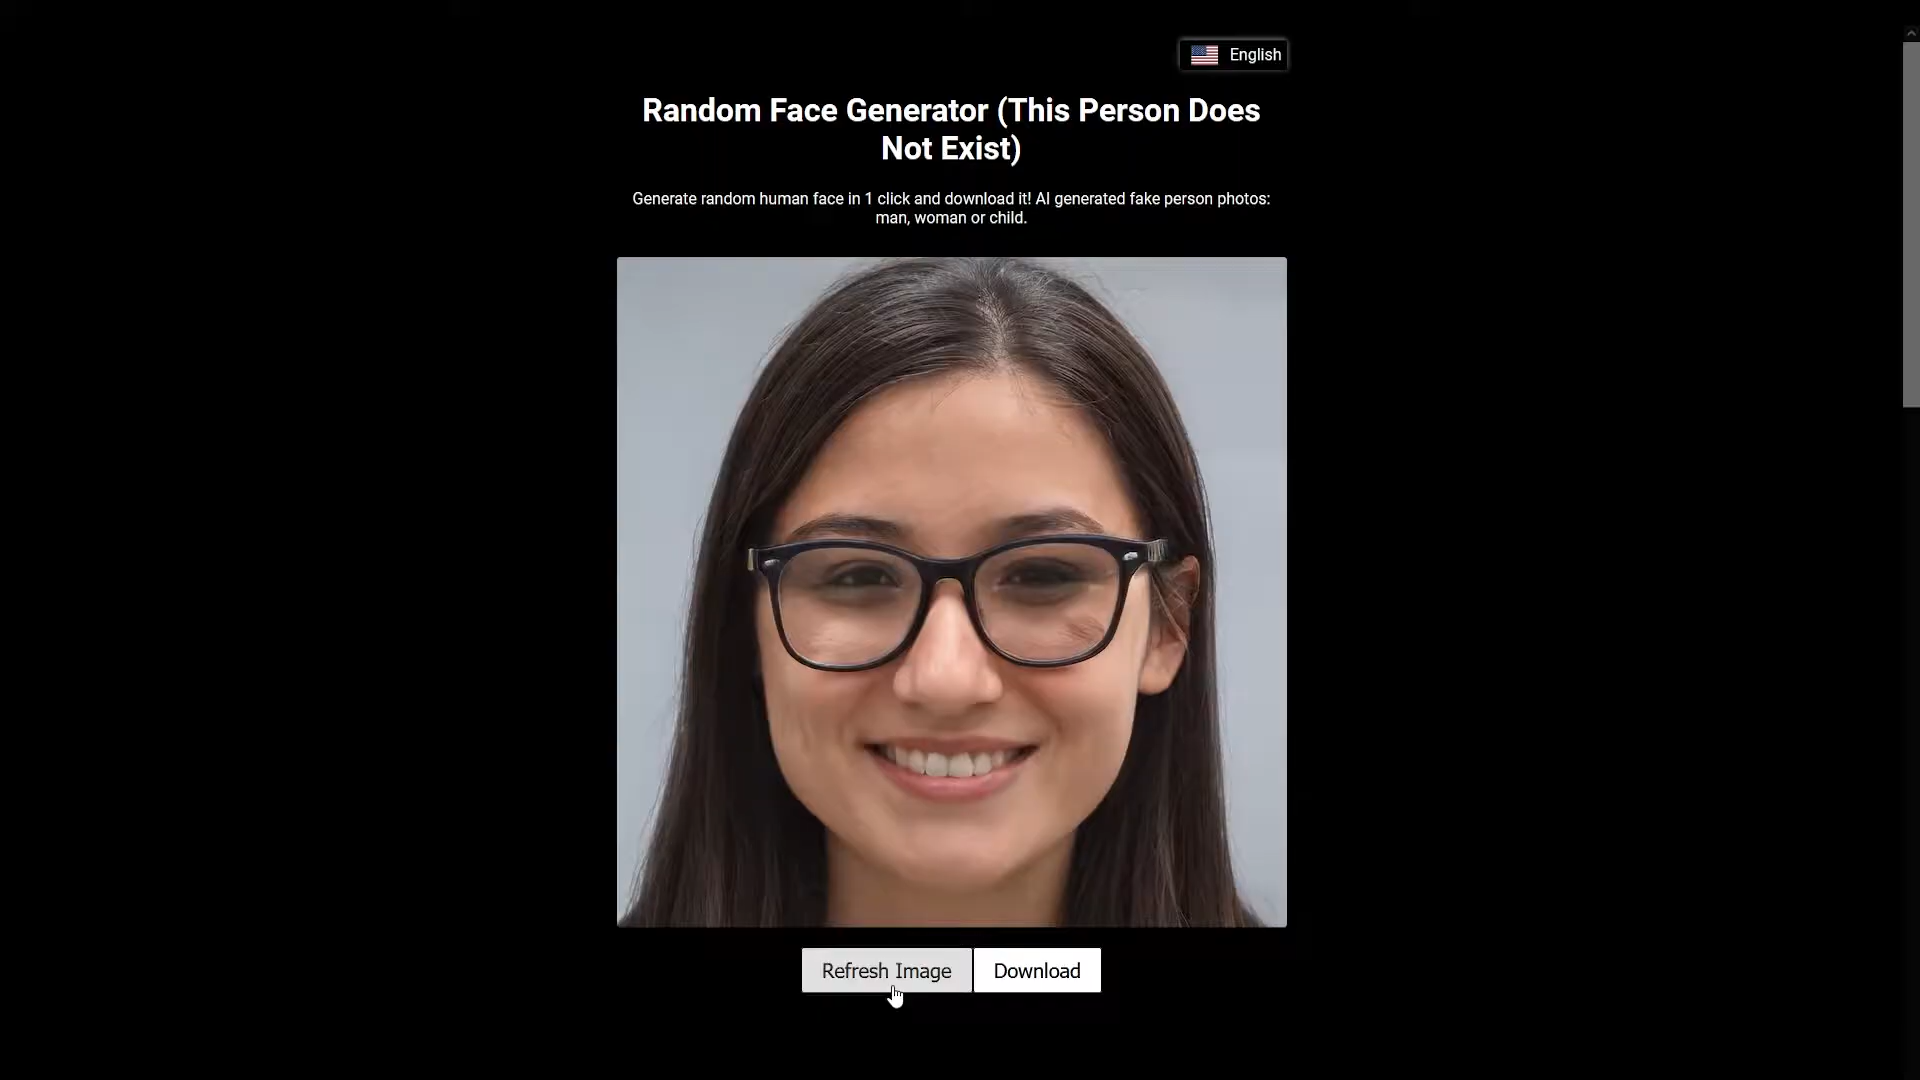 English
Random Face Generator (This Person Does
Not Exist)
Generate random human face in 1 click and download it! AI generated fake person photos:
man, woman or child.
Refresh Image
Download